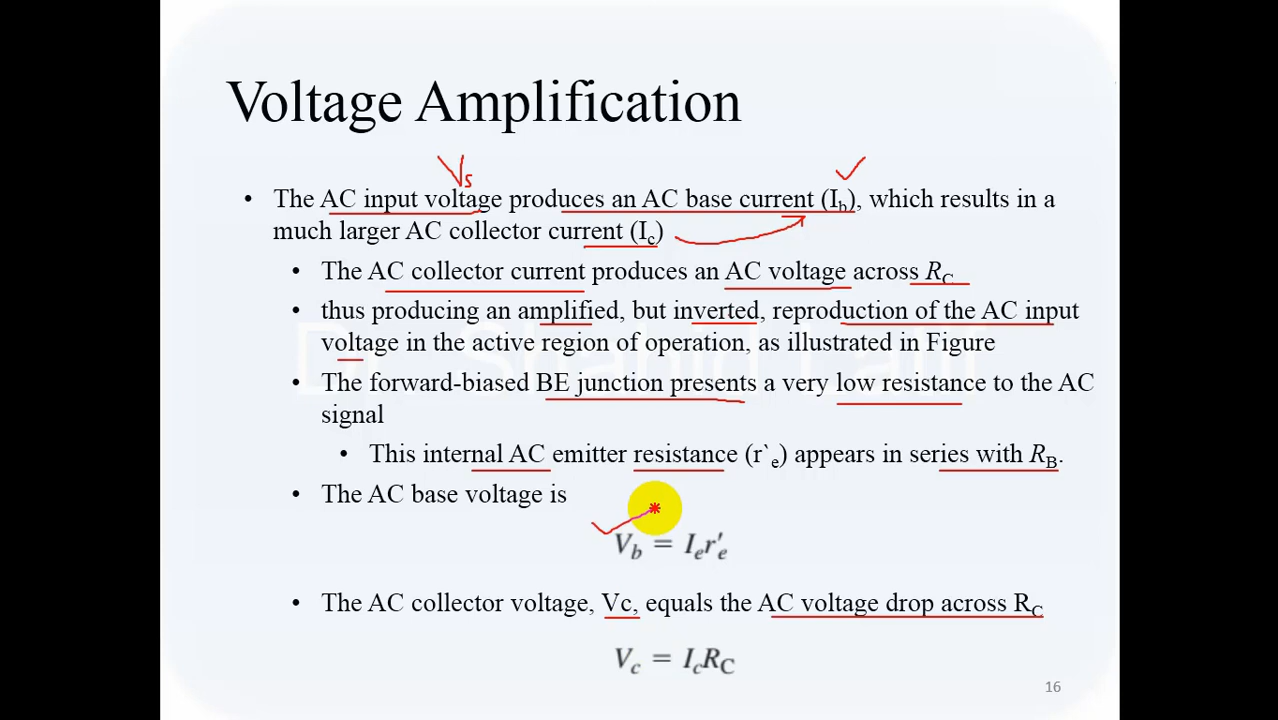 Voltage Amplification
Vs
• The AC input voltage produces an AC base current (Ib), which results in a
much larger AC collector current (Ic)
• The AC collector current produces an AC voltage across RC
• thus producing an amplified, but inverted, reproduction of the AC input
voltage in the active region of operation, as illustrated in Figure
• The forward-biased BE junction presents a very low resistance to the AC
signal
• This internal AC emitter resistance (r`e) appears in series with RB.
• The AC base voltage is
Vb = Ier′e
• The AC collector voltage, Vc, equals the AC voltage drop across RC
Vc = IcRC
16